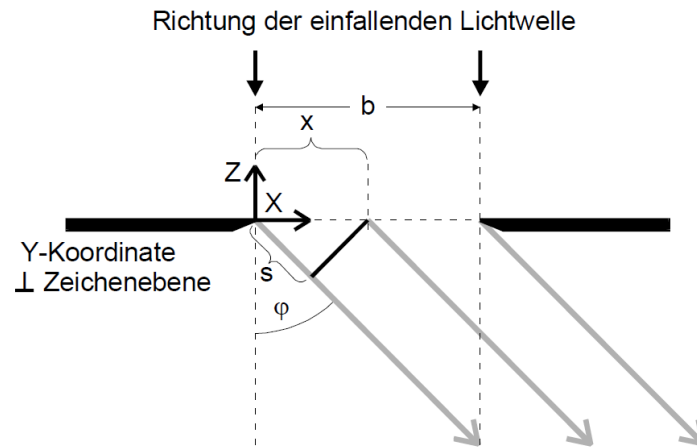 Richtung der einfallenden Lichtwelle
b
x
Z
X
Y-Koordinate
⊥ Zeichenebene
s
φ